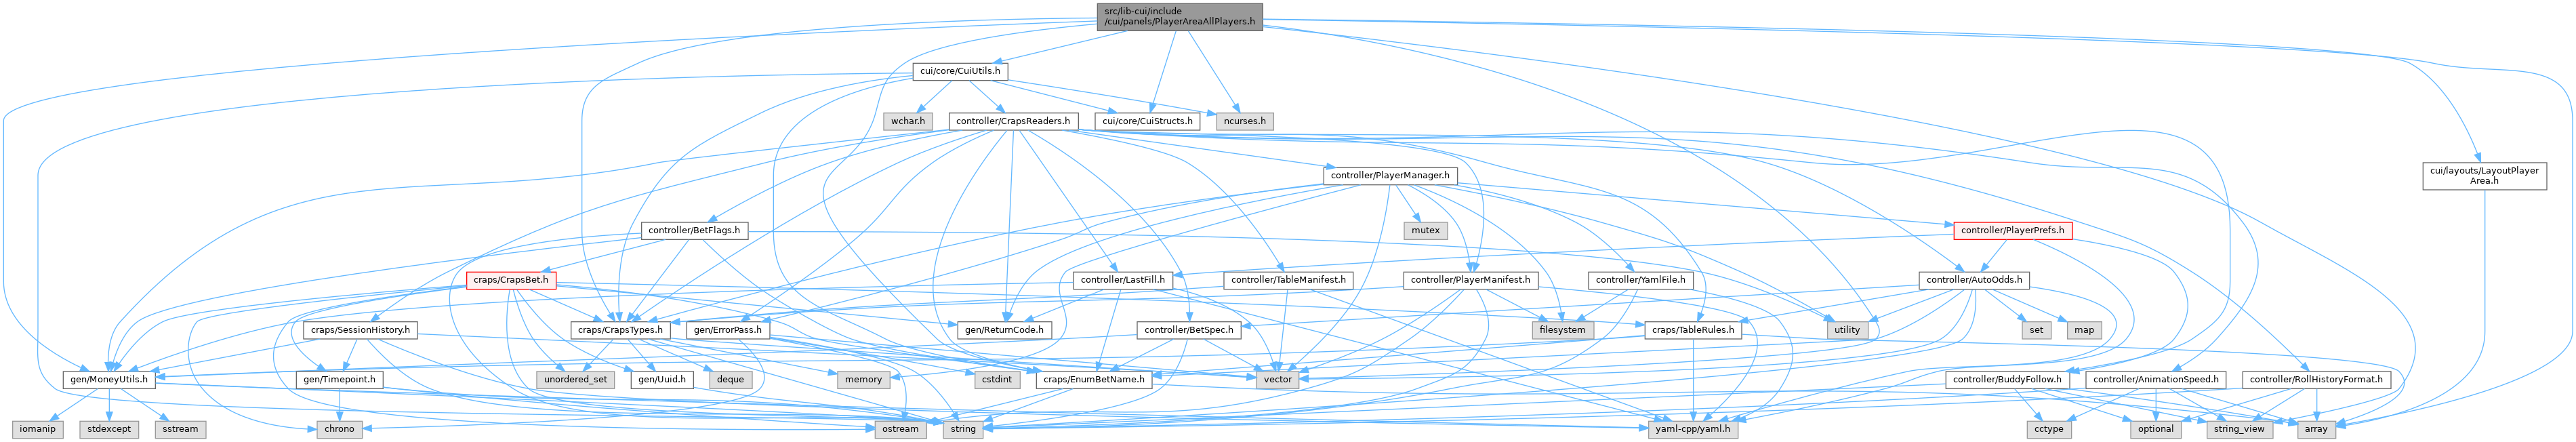 src/lib-cui/include
/cui/panels/PlayerAreaAllPlayers.h
cui/core/CuiUtils.h
wchar.h
controller/CrapsReaders.h
cui/core/CuiStructs.h
ncurses.h
controller/PlayerManager.h
cui/layouts/LayoutPlayer
Area.h
controller/BetFlags.h
mutex
controller/PlayerPrefs.h
craps/CrapsBet.h
controller/LastFill.h
controller/TableManifest.h
controller/PlayerManifest.h
controller/YamlFile.h
controller/AutoOdds.h
craps/SessionHistory.h
craps/CrapsTypes.h
gen/ErrorPass.h
gen/ReturnCode.h
controller/BetSpec.h
filesystem
craps/TableRules.h
utility
set
map
gen/MoneyUtils.h
gen/Timepoint.h
unordered_set
gen/Uuid.h
deque
memory
cstdint
craps/EnumBetName.h
vector
controller/BuddyFollow.h
controller/AnimationSpeed.h
controller/RollHistoryFormat.h
iomanip
stdexcept
sstream
chrono
ostream
string
yaml-cpp/yaml.h
cctype
optional
string_view
array